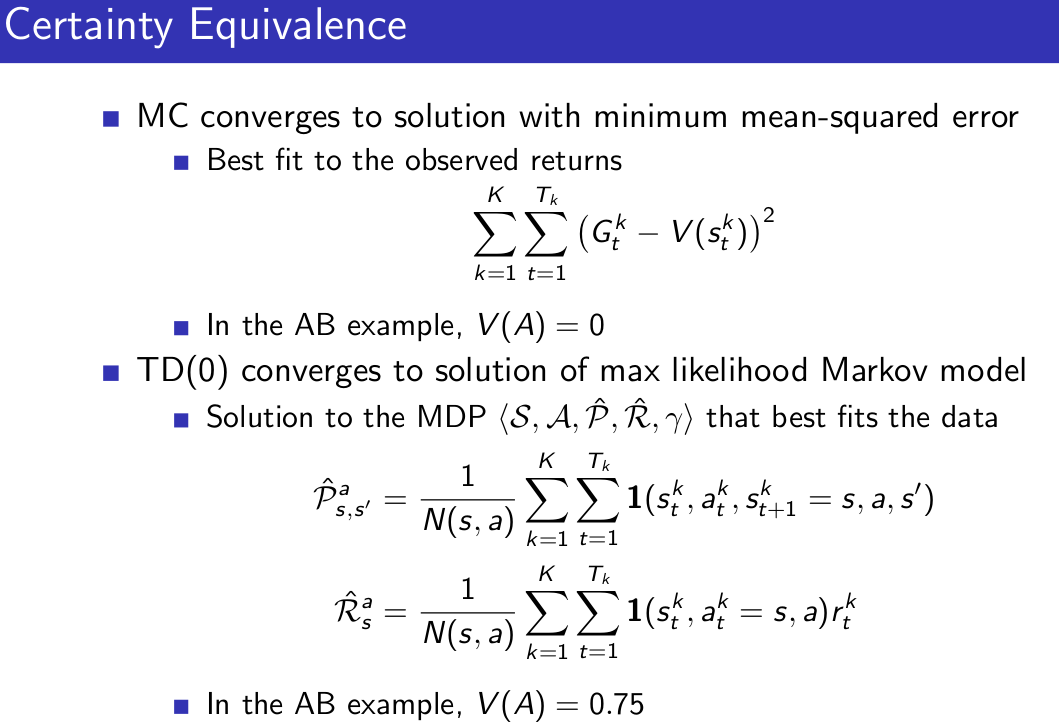 Certainty Equivalence
MC converges to solution with minimum mean-squared error
Best fit to the observed returns
$\sum_{k=1}^{K} \sum_{t=1}^{T_k} \left( G_t^k - V(s_t^k) \right)^2$
In the AB example, $V(A) = 0$
TD(0) converges to solution of max likelihood Markov model
Solution to the MDP $\langle \mathcal{S}, \mathcal{A}, \hat{\mathcal{P}}, \hat{\mathcal{R}}, \gamma \rangle$ that best fits the data
$\hat{\mathcal{P}}_{s,s'}^a = \frac{1}{N(s,a)} \sum_{k=1}^{K} \sum_{t=1}^{T_k} \mathbf{1}(s_t^k, a_t^k, s_{t+1}^k = s, a, s')$
$\hat{\mathcal{R}}_s^a = \frac{1}{N(s,a)} \sum_{k=1}^{K} \sum_{t=1}^{T_k} \mathbf{1}(s_t^k, a_t^k = s, a) r_t^k$
In the AB example, $V(A) = 0.75$